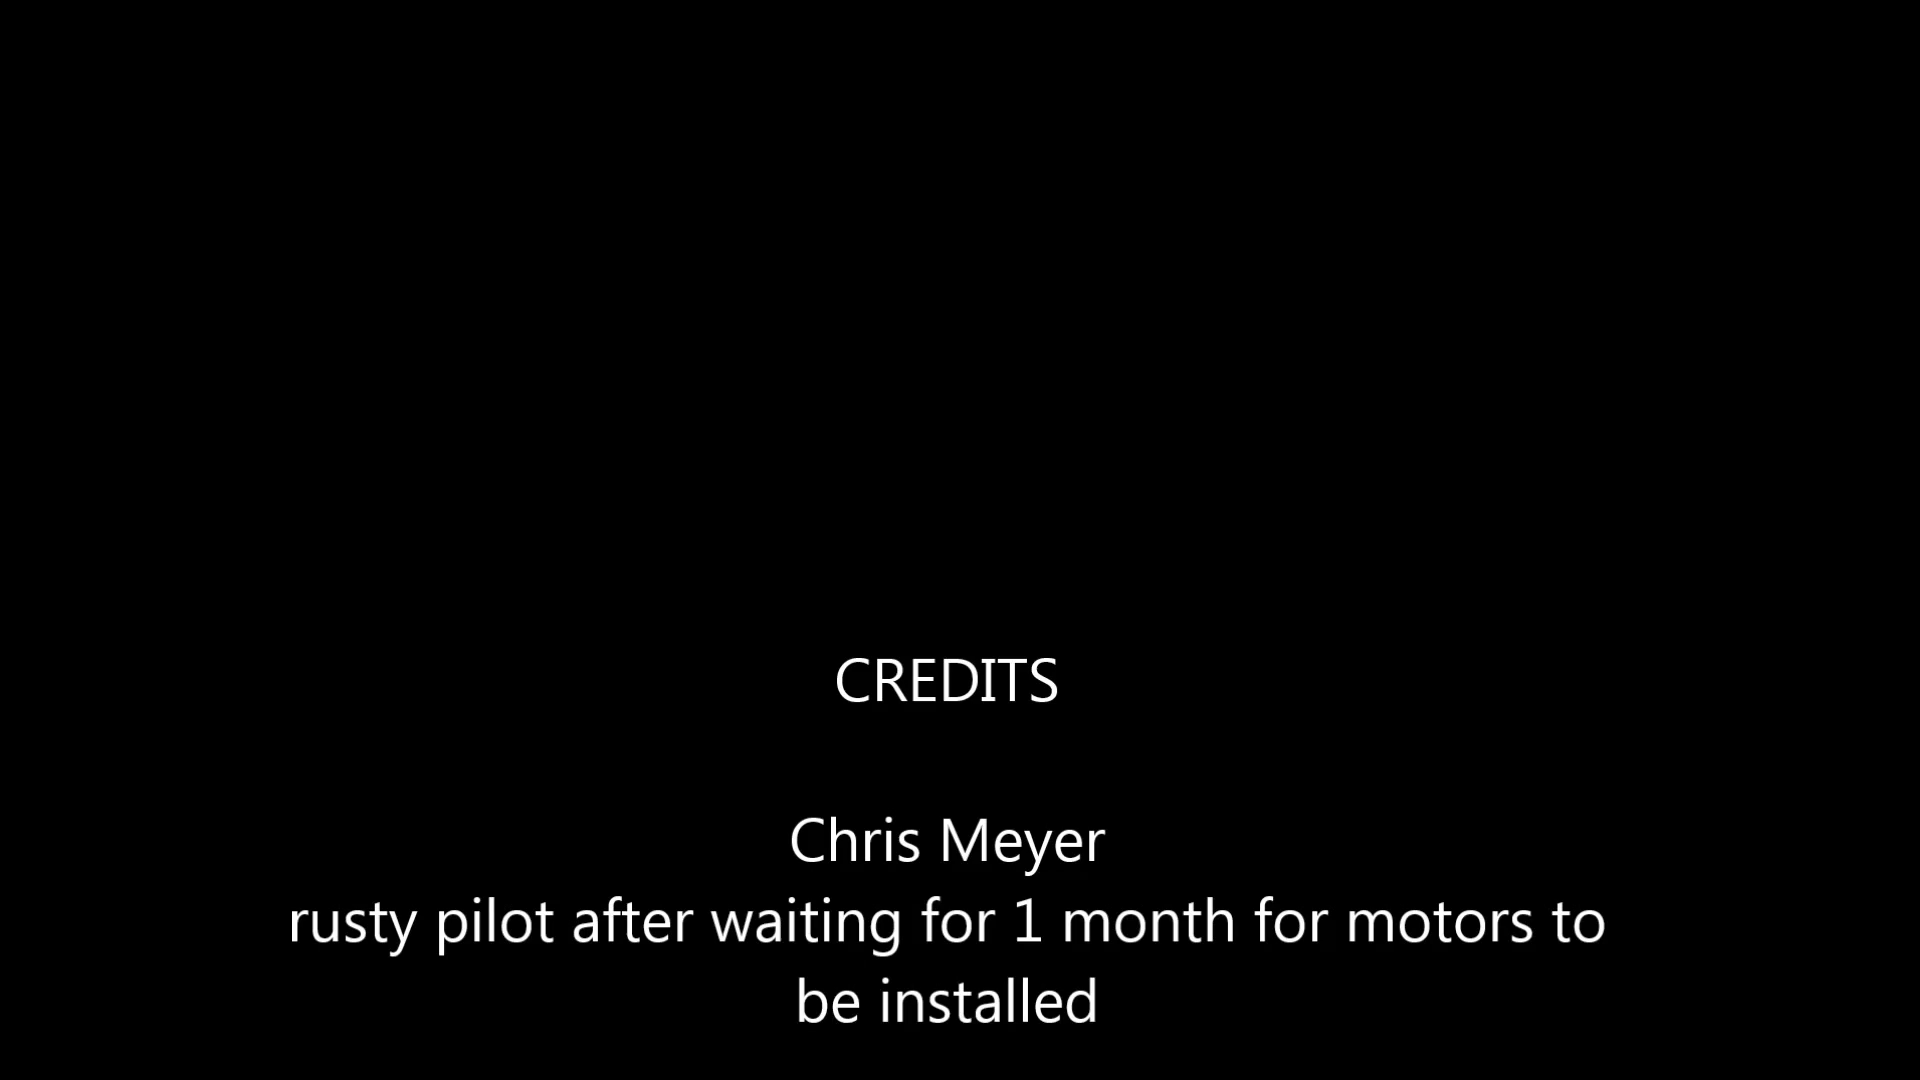 CREDITS
Chris Meyer
rusty pilot after waiting for 1 month for motors to
be installed